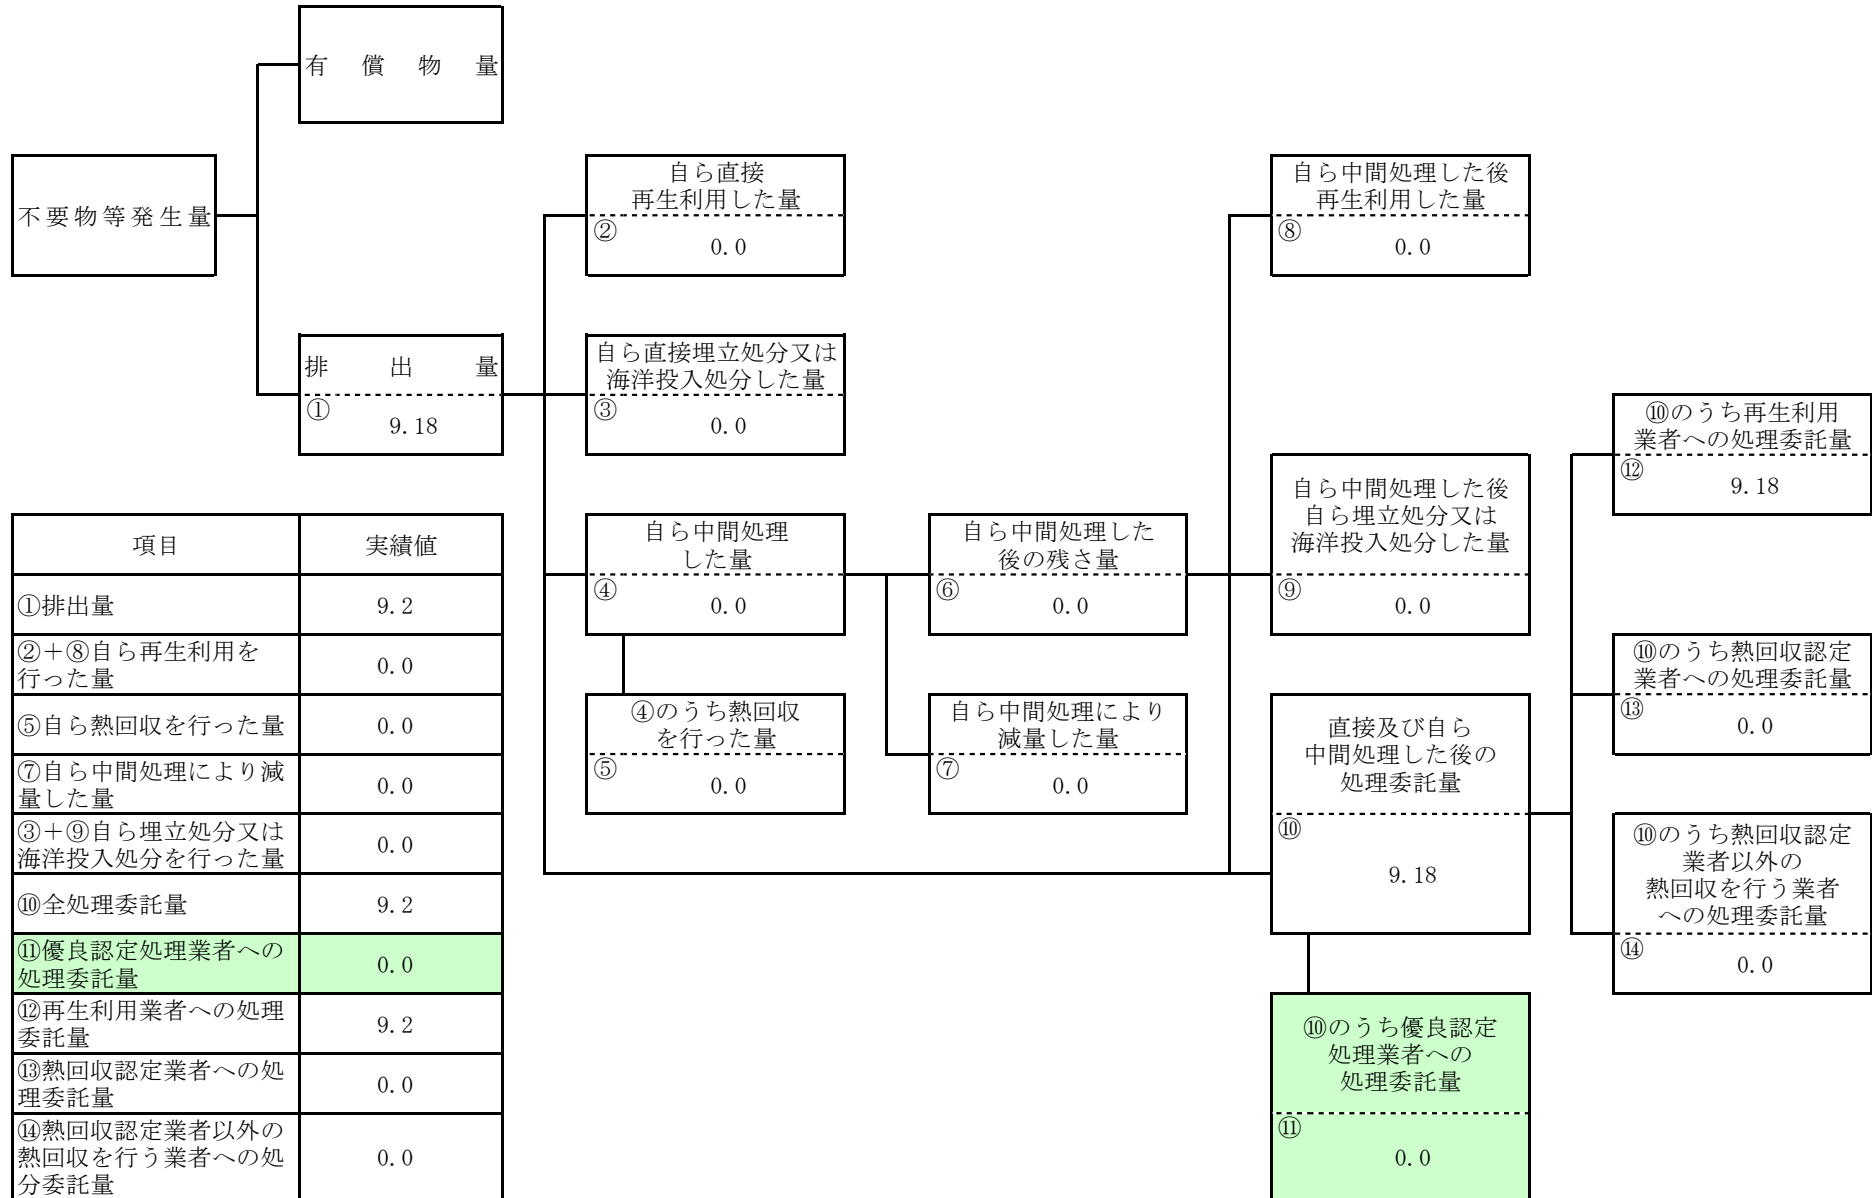 有償物量
不要物等発生量
排出量
①
9.18
自ら直接
再生利用した量
②
0.0
自ら直接埋立処分又は
海洋投入処分した量
③
0.0
自ら中間処理
した量
④
0.0
④のうち熱回収
を行った量
⑤
0.0
自ら中間処理した
後の残さ量
⑥
0.0
自ら中間処理により
減量した量
⑦
0.0
自ら中間処理した後
再生利用した量
⑧
0.0
自ら中間処理した後
自ら埋立処分又は
海洋投入処分した量
⑨
0.0
直接及び自ら
中間処理した後の
処理委託量
⑩
9.18
⑩のうち優良認定
処理業者への
処理委託量
⑪
0.0
⑩のうち再生利用
業者への処理委託量
⑫
9.18
⑩のうち熱回収認定
業者への処理委託量
⑬
0.0
⑩のうち熱回収認定
業者以外の
熱回収を行う業者
への処理委託量
⑭
0.0
項目 実績値
①排出量 9.2
②＋⑧自ら再生利用を
行った量 0.0
⑤自ら熱回収を行った量 0.0
⑦自ら中間処理により減
量した量 0.0
③＋⑨自ら埋立処分又は
海洋投入処分を行った量 0.0
⑩全処理委託量 9.2
⑪優良認定処理業者への
処理委託量 0.0
⑫再生利用業者への処理
委託量 9.2
⑬熱回収認定業者への処
理委託量 0.0
⑭熱回収認定業者以外の
熱回収を行う業者への処
分委託量 0.0